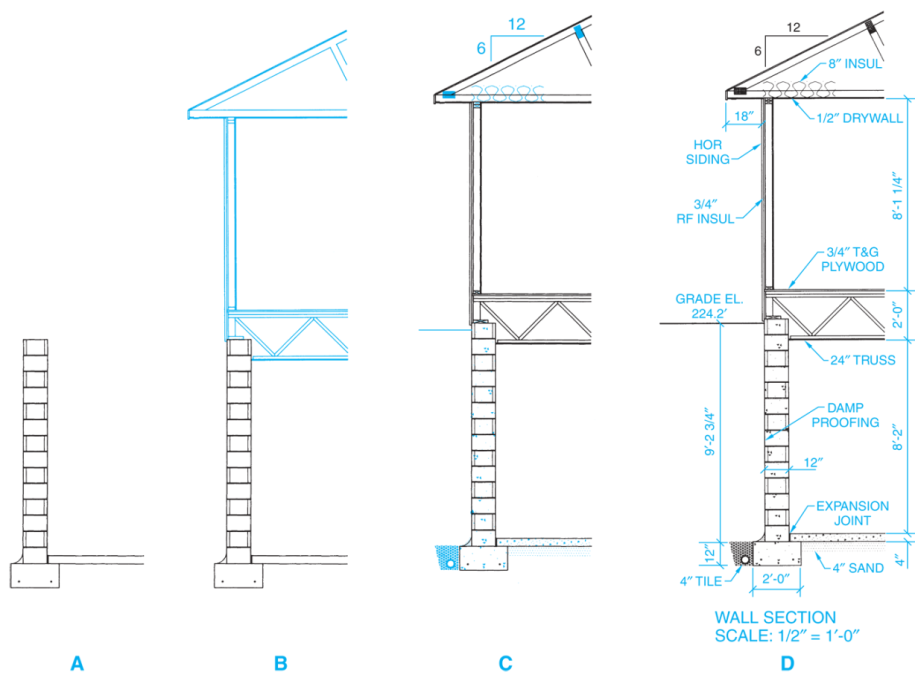 12
6
12
6
8″ INSUL
18″
1/2″ DRYWALL
HOR
SIDING
8′-1 1/4″
3/4″
RF INSUL
3/4″ T&G
PLYWOOD
GRADE EL.
224.2′
2′-0″
24″ TRUSS
DAMP
PROOFING
9′-2 3/4″
8′-2″
12″
EXPANSION
JOINT
12″
4″
4″ TILE
2′-0″
4″ SAND
WALL SECTION
SCALE: 1/2″ = 1′-0″
A
B
C
D